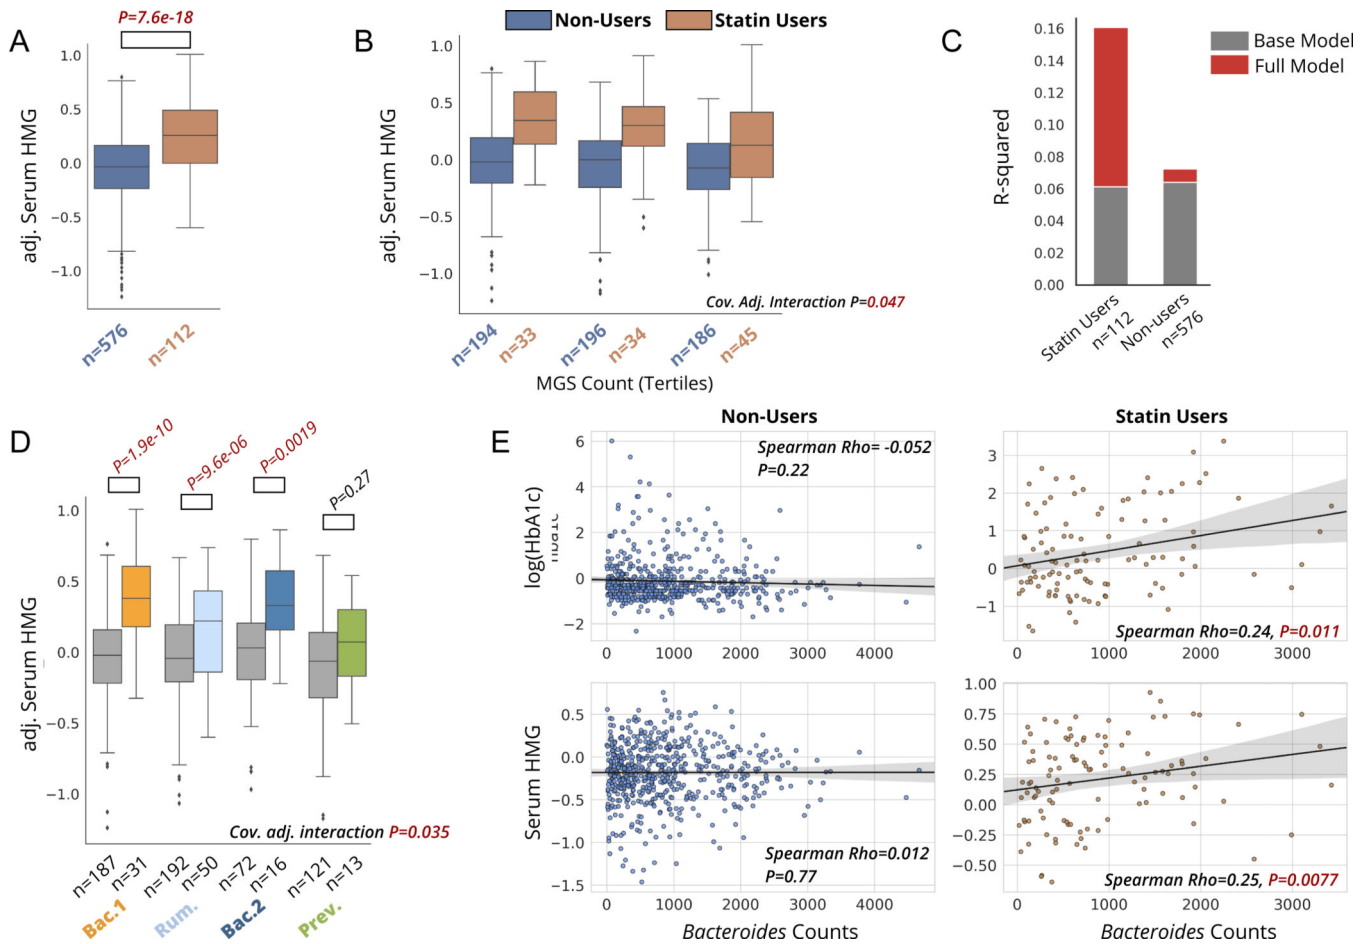 A
P=7.6e-18
adj. Serum HMG
1.0
0.5
0.0
−0.5
−1.0
n=576
n=112
B
Non-Users
Statin Users
adj. Serum HMG
1.0
0.5
0.0
−0.5
−1.0
Cov. Adj. Interaction P=0.047
n=194
n=33
n=196
n=34
n=186
n=45
MGS Count (Tertiles)
C
Base Model
Full Model
R-squared
0.16
0.14
0.12
0.10
0.08
0.06
0.04
0.02
0.00
Statin Users
n=112
Non-users
n=576
D
P=1.9e-10
P=9.6e-06
P=0.0019
P=0.27
adj. Serum HMG
1.0
0.5
0.0
−0.5
−1.0
Cov. adj. interaction P=0.035
n=187
n=31
n=192
n=50
n=72
n=16
n=121
n=13
Bac.1
Rum.
Bac.2
Prev.
E
Non-Users
log(HbA1c)
6
4
2
0
−2
Spearman Rho= -0.052
P=0.22
0 1000 2000 3000 4000
Statin Users
3
2
1
0
−1
Spearman Rho=0.24, P=0.011
0 1000 2000 3000
Serum HMG
0.5
0.0
−0.5
−1.0
−1.5
Spearman Rho=0.012
P=0.77
0 1000 2000 3000 4000
Bacteroides Counts
1.00
0.75
0.50
0.25
0.00
−0.25
−0.50
Spearman Rho=0.25, P=0.0077
0 1000 2000 3000
Bacteroides Counts